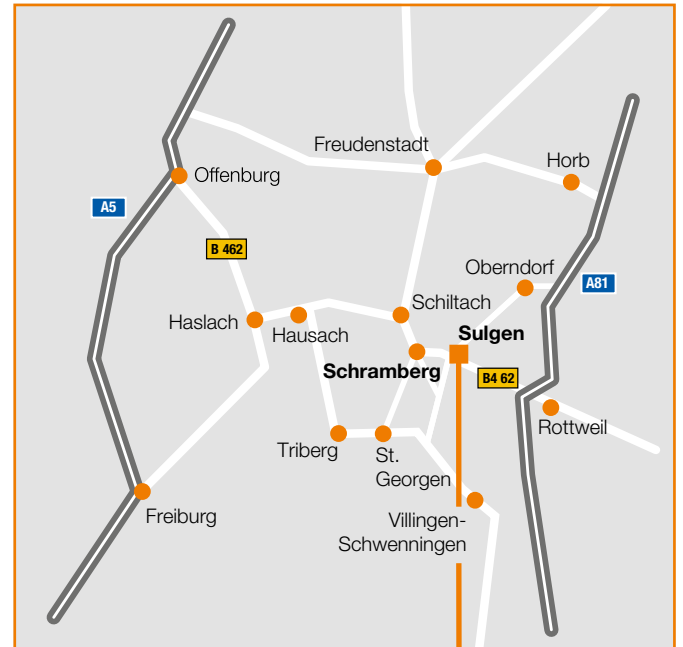 Freudenstadt
Horb
Offenburg
A5
B 462
Oberndorf
A81
Schiltach
Haslach
Hausach
Sulgen
Schramberg
B4 62
Rottweil
Triberg
St.
Georgen
Freiburg
Villingen-
Schwenningen